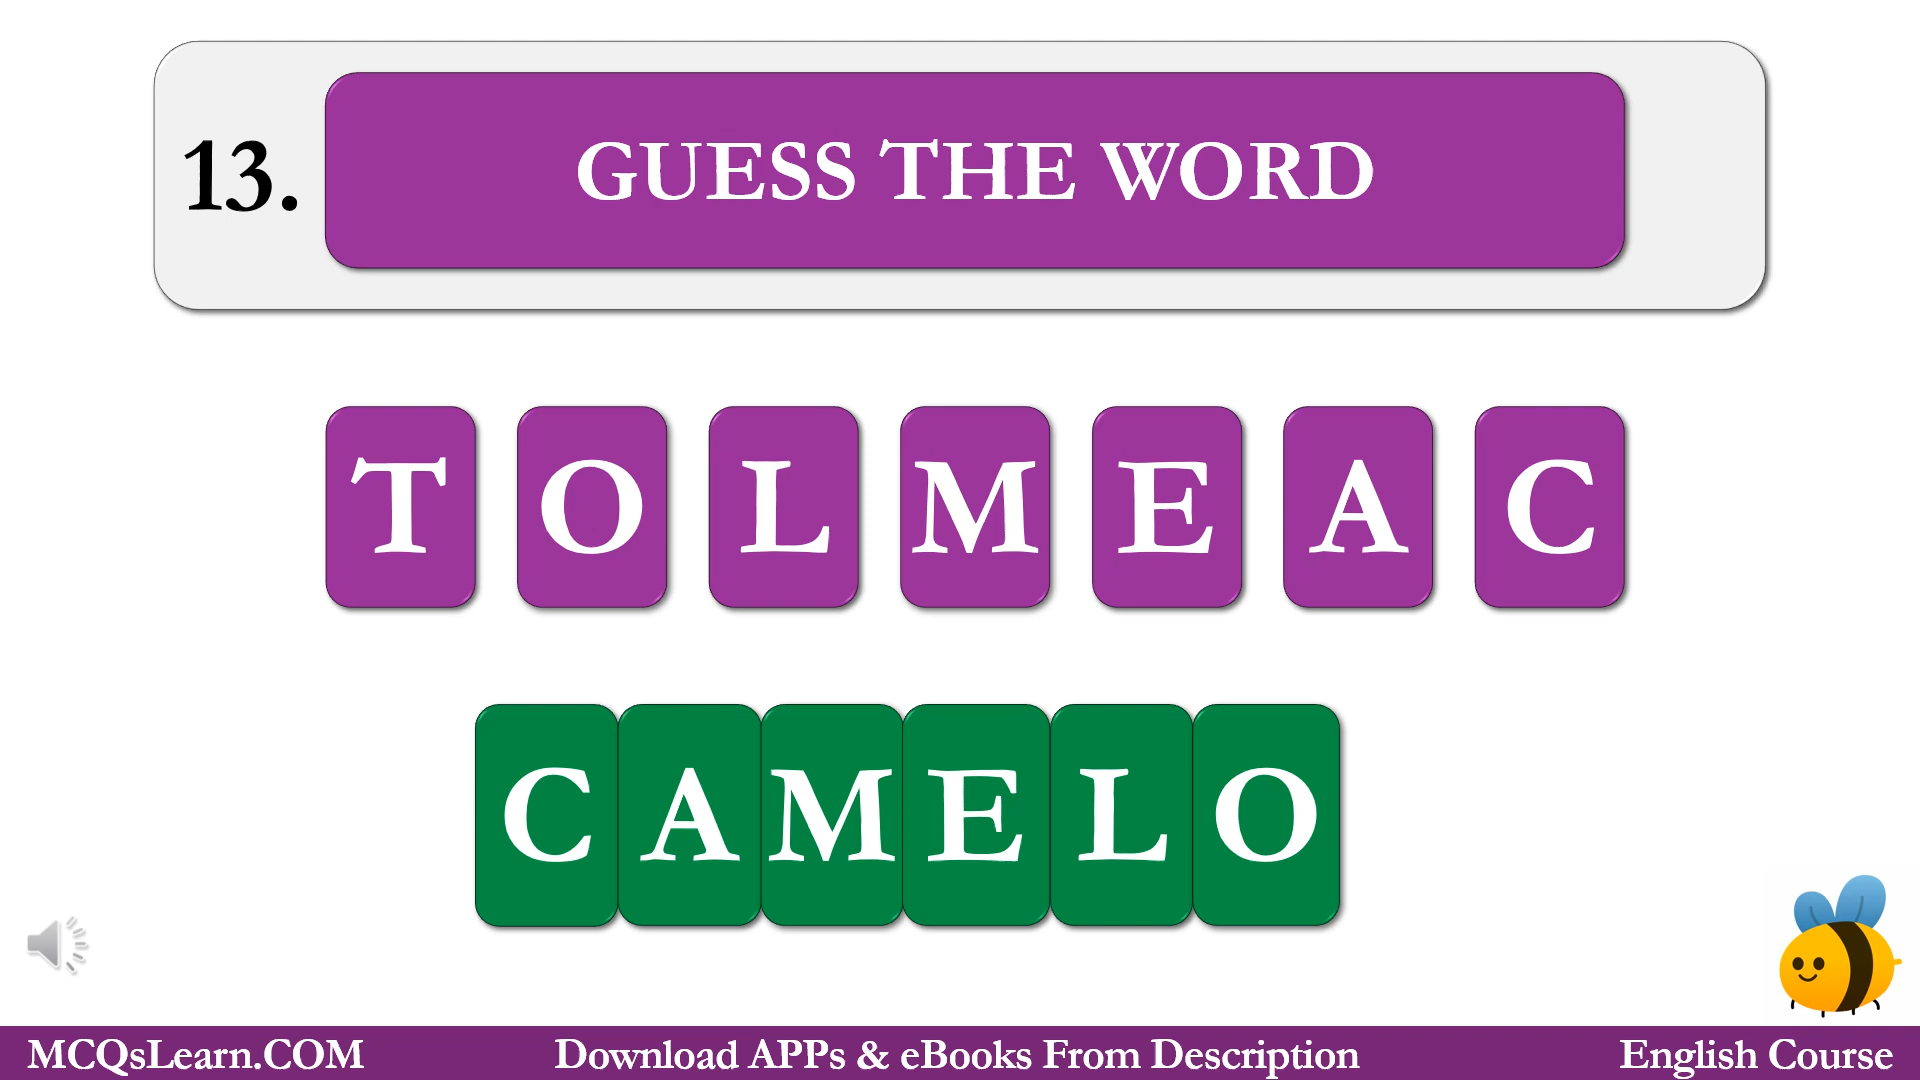 13. GUESS THE WORD
T O L M E A C
C A M E L O
MCQsLearn.COM Download APPs & eBooks From Description English Course